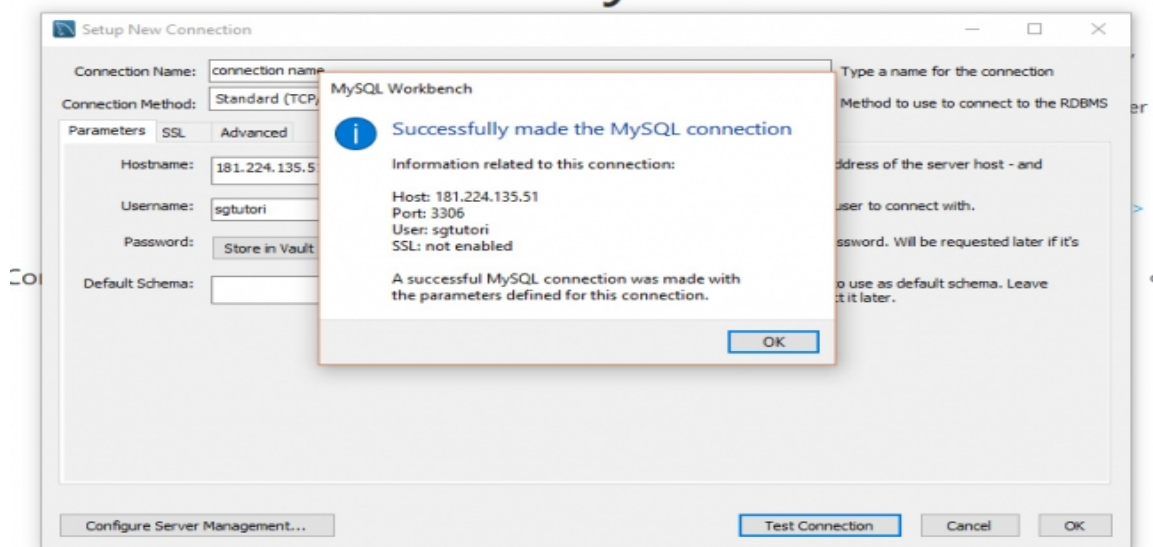 Setup New Connection
Connection Name: connection name Type a name for the connection
Connection Method: Standard (TCP/ Method to use to connect to the RDBMS
er
Parameters SSL Advanced
Hostname: 181.224.135.5 ddress of the server host - and
Username: sgtutori user to connect with.
>
Password: Store in Vault ssword. Will be requested later if it's
Co
Default Schema: o use as default schema. Leave
t it later.
MySQL Workbench
Successfully made the MySQL connection
Information related to this connection:
Host: 181.224.135.51
Port: 3306
User: sgtutori
SSL: not enabled
A successful MySQL connection was made with
the parameters defined for this connection.
OK
Configure Server Management... Test Connection Cancel OK